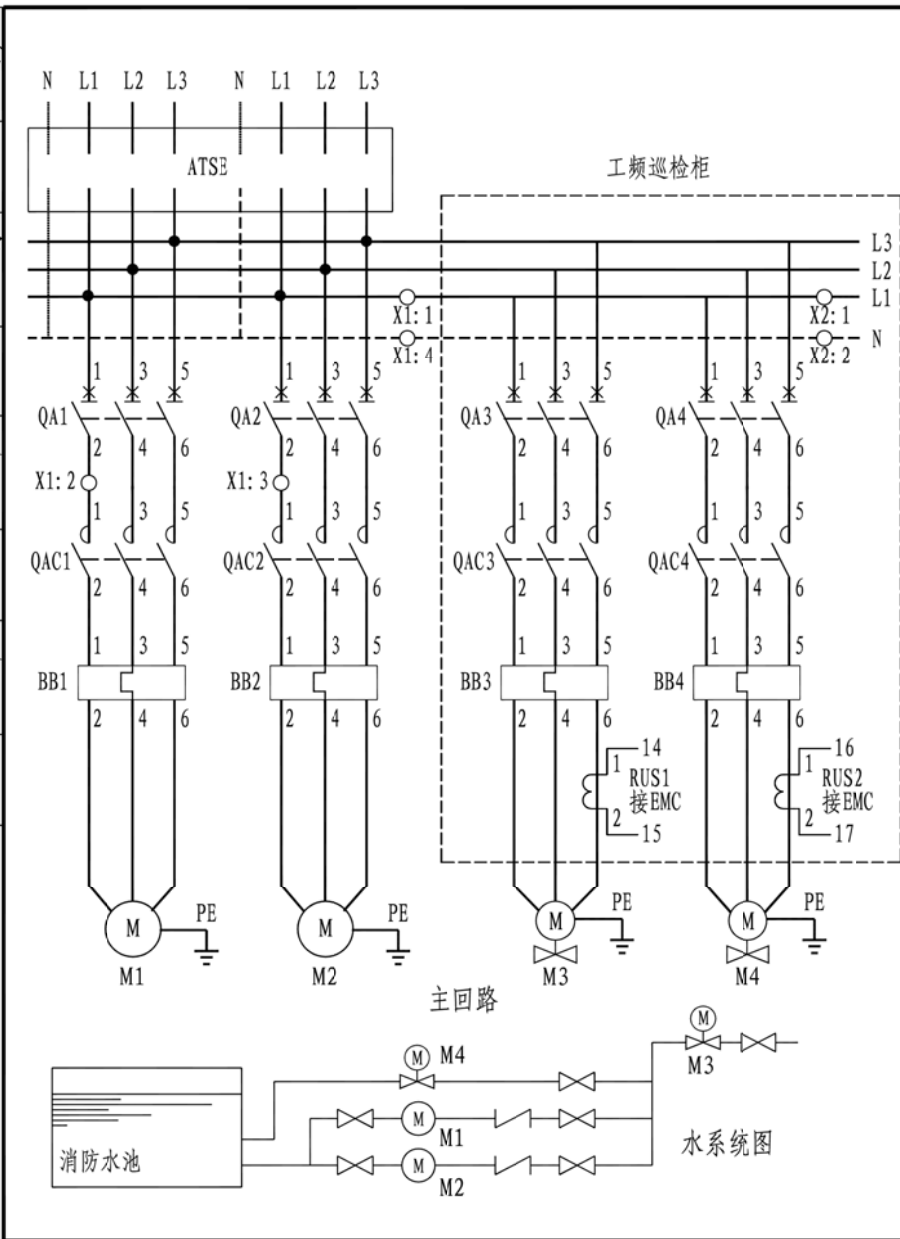 N L1 L2 L3 N L1 L2 L3
ATSE
工频巡检柜
L3
L2
L1
X1: 1 X2: 1
N
X1: 4 X2: 2
1 3 5 1 3 5 1 3 5 1 3 5
QA1 QA2 QA3 QA4
2 4 6 2 4 6 2 4 6 2 4 6
X1: 2 X1: 3
1 3 5 1 3 5 1 3 5 1 3 5
QAC1 QAC2 QAC3 QAC4
2 4 6 2 4 6 2 4 6 2 4 6
1 3 5 1 3 5 1 3 5 1 3 5
BB1 BB2 BB3 BB4
2 4 6 2 4 6 2 4 6 2 4 6
14 16
1 RUS1 1 RUS2
接EMC 接EMC
2 2
15 17
PE PE PE PE
M M M M
M1 M2 M3 M4
主回路
M
M3
M M4
M
M1
水系统图
消防水池
M
M2